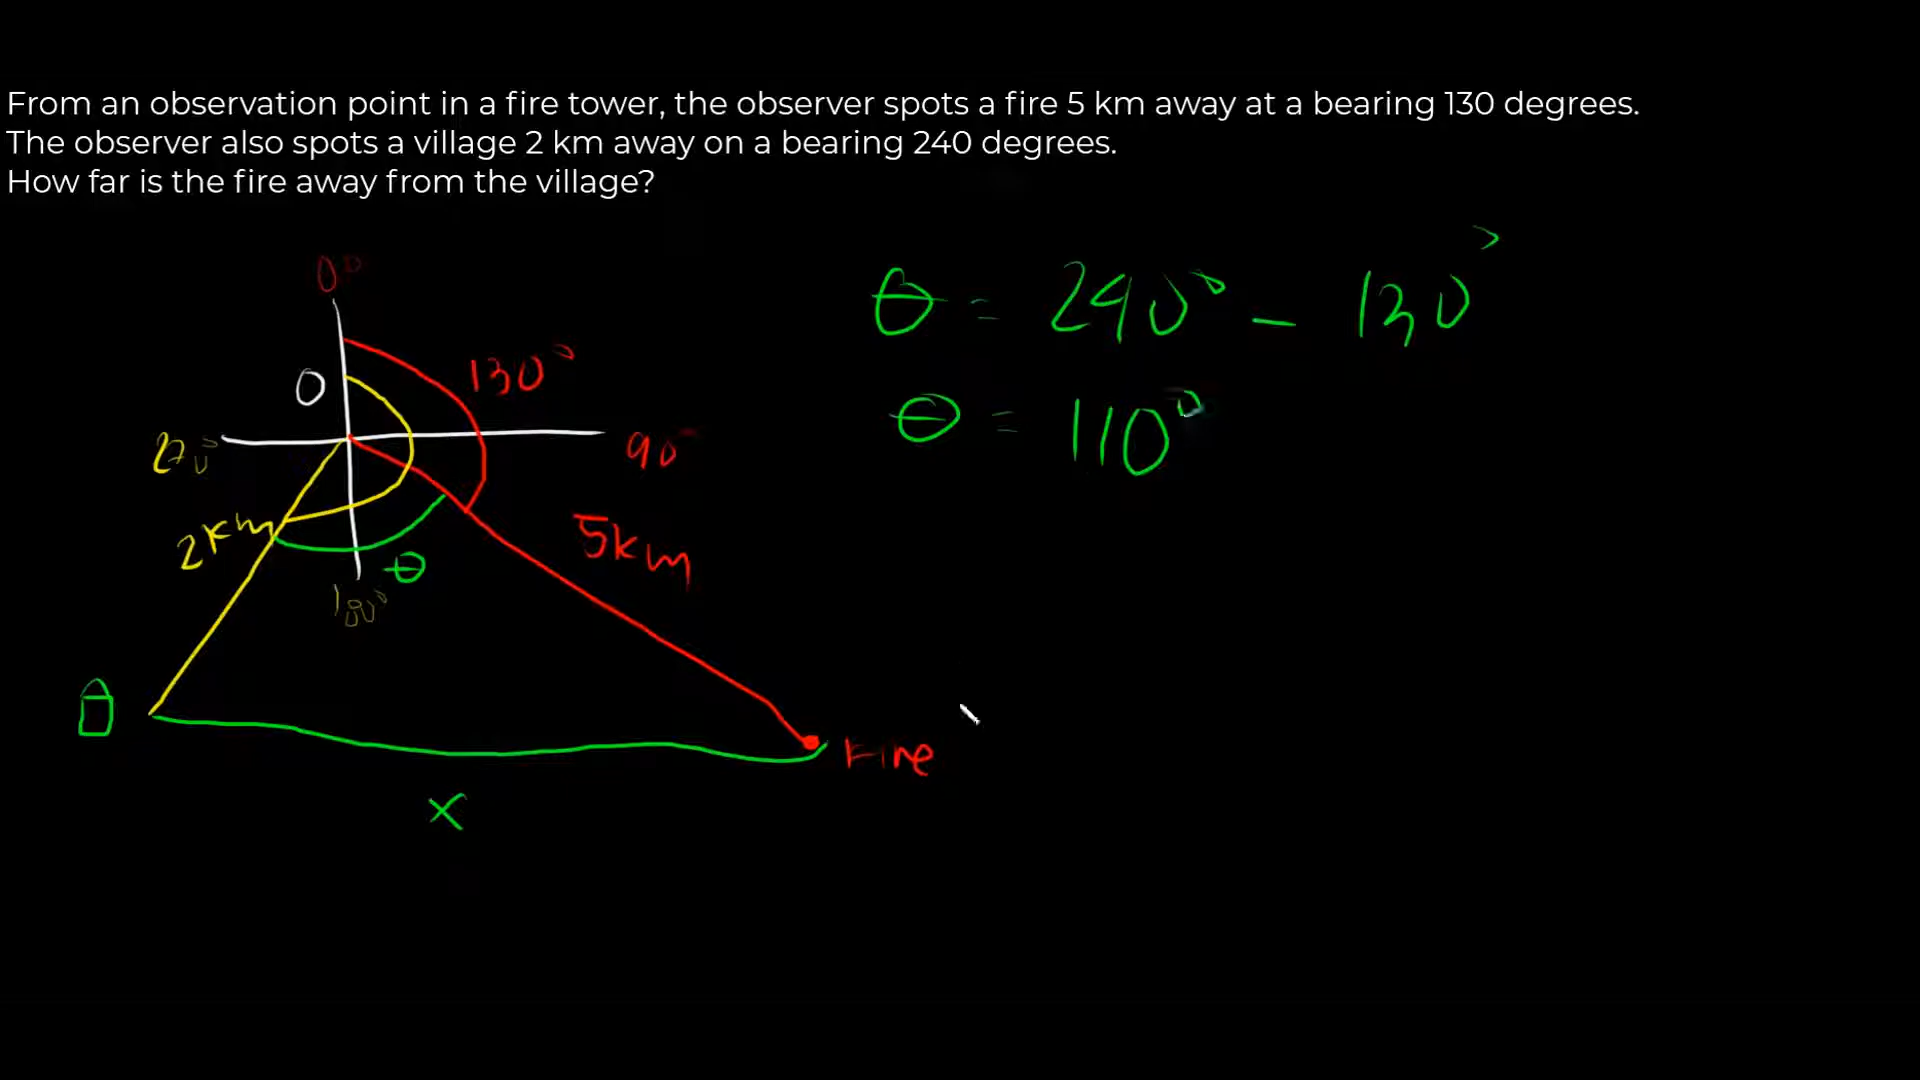 From an observation point in a fire tower, the observer spots a fire 5 km away at a bearing 130 degrees.
The observer also spots a village 2 km away on a bearing 240 degrees.
How far is the fire away from the village?
0°
θ = 240° - 130°
130°
O
θ = 110°
270°
90°
2km
5km
θ
180°
Fire
x